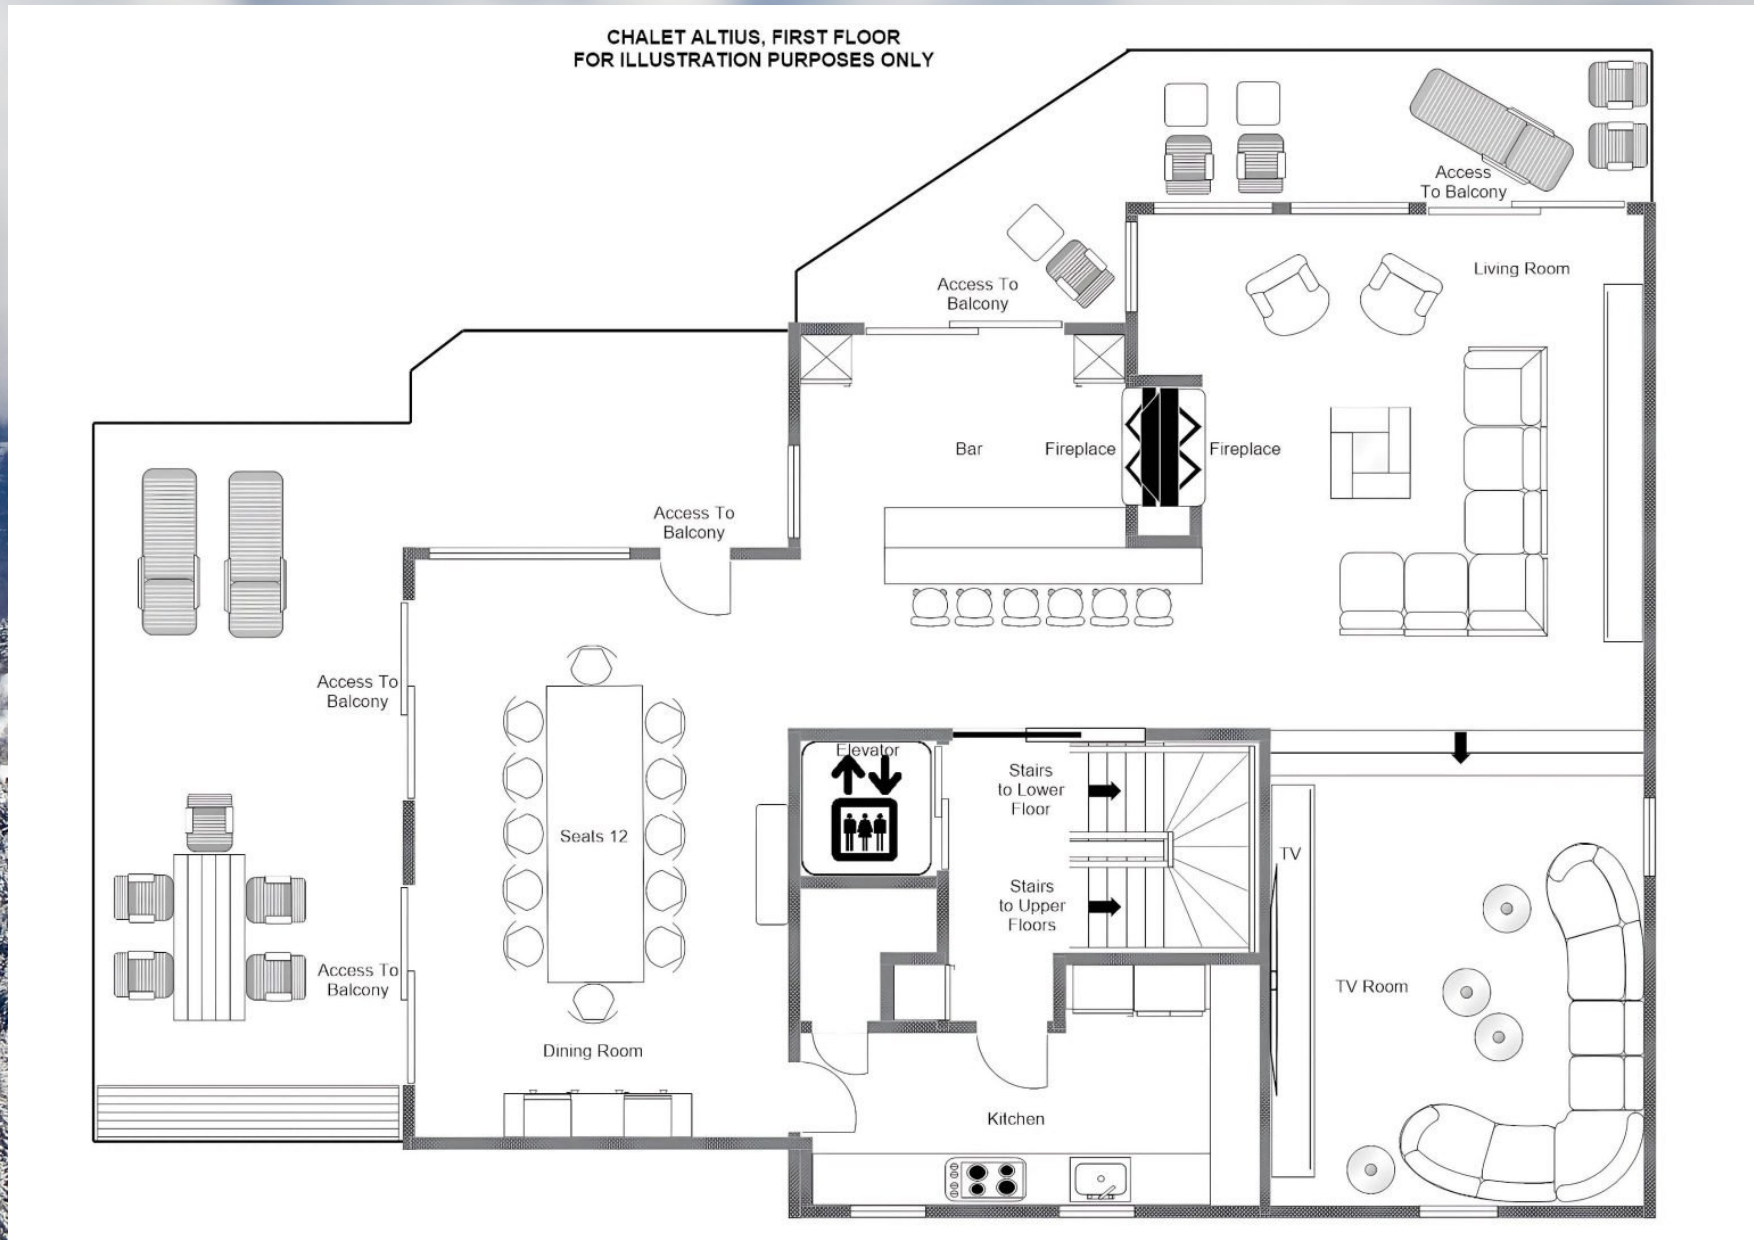 CHALET ALTIUS, FIRST FLOOR
FOR ILLUSTRATION PURPOSES ONLY
Access
To Balcony
Living Room
Access To
Balcony
Bar
Fireplace
Fireplace
Access To
Balcony
Access To
Balcony
Elevator
Stairs
to Lower
Floor
Seats 12
TV
Stairs
to Upper
Floors
Access To
Balcony
TV Room
Dining Room
Kitchen